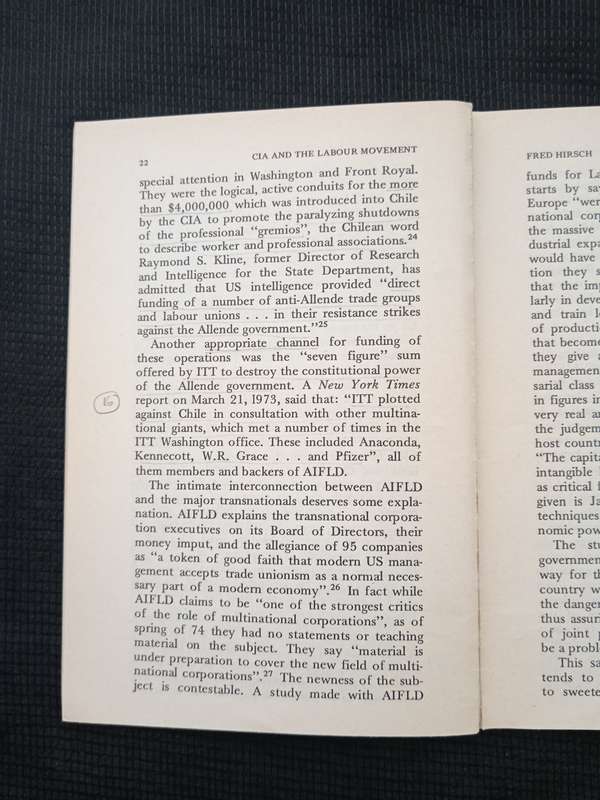 22
CIA AND THE LABOUR MOVEMENT
special attention in Washington and Front Royal.
They were the logical, active conduits for the more
than $4,000,000 which was introduced into Chile
by the CIA to promote the paralyzing shutdowns
of the professional "gremios", the Chilean word
to describe worker and professional associations.24
Raymond S. Kline, former Director of Research
and Intelligence for the State Department, has
admitted that US intelligence provided "direct
funding of a number of anti-Allende trade groups
and labour unions . . . in their resistance strikes
against the Allende government."25
Another appropriate channel for funding of
these operations was the "seven figure" sum
offered by ITT to destroy the constitutional power
of the Allende government. A New York Times
report on March 21, 1973, said that: "ITT plotted
against Chile in consultation with other multina-
tional giants, which met a number of times in the
ITT Washington office. These included Anaconda,
Kennecott, W.R. Grace . . . and Pfizer", all of
them members and backers of AIFLD.
The intimate interconnection between AIFLD
and the major transnationals deserves some expla-
nation. AIFLD explains the transnational corpora-
tion executives on its Board of Directors, their
money imput, and the allegiance of 95 companies
as "a token of good faith that modern US mana-
gement accepts trade unionism as a normal neces-
sary part of a modern economy".26 In fact while
AIFLD claims to be "one of the strongest critics
of the role of multinational corporations", as of
spring of 74 they had no statements or teaching
material on the subject. They say "material is
under preparation to cover the new field of multi-
national corporations".27 The newness of the sub-
ject is contestable. A study made with AIFLD
FRED HIRSCH
funds for La
starts by sa
Europe "wer
national corp
the massive
dustrial expa
would have
tion they s
that the imp
larly in deve
and train lo
of productio
that become
they give a
management
sarial class
in figures in
very real an
the judgeme
host countr
"The capita
intangible
as critical f
given is Ja
techniques
nomic pow
The stu
government
way for th
country w
the danger
thus assuri
of joint p
be a proble
This sa
tends to
to sweete